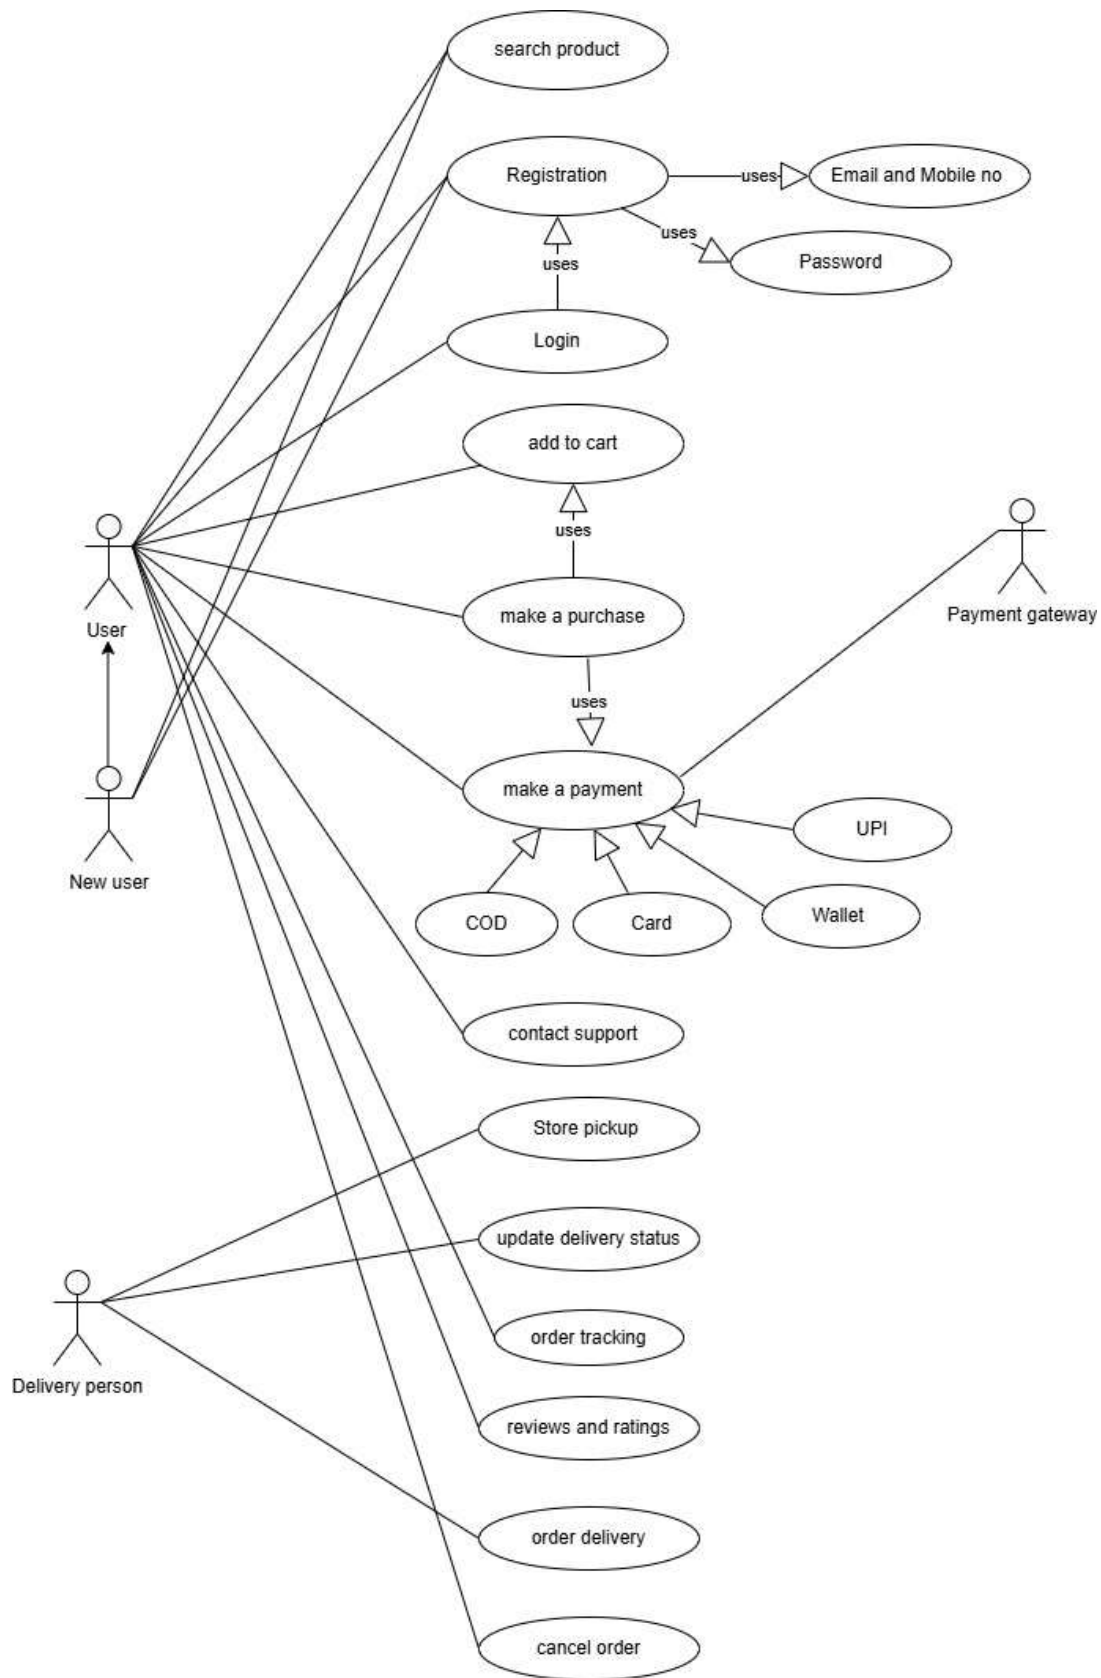 search product
Registration
uses
Email and Mobile no
uses
Password
uses
Login
add to cart
uses
make a purchase
User
Payment gateway
uses
make a payment
UPI
New user
COD
Card
Wallet
contact support
Store pickup
update delivery status
order tracking
Delivery person
reviews and ratings
order delivery
cancel order